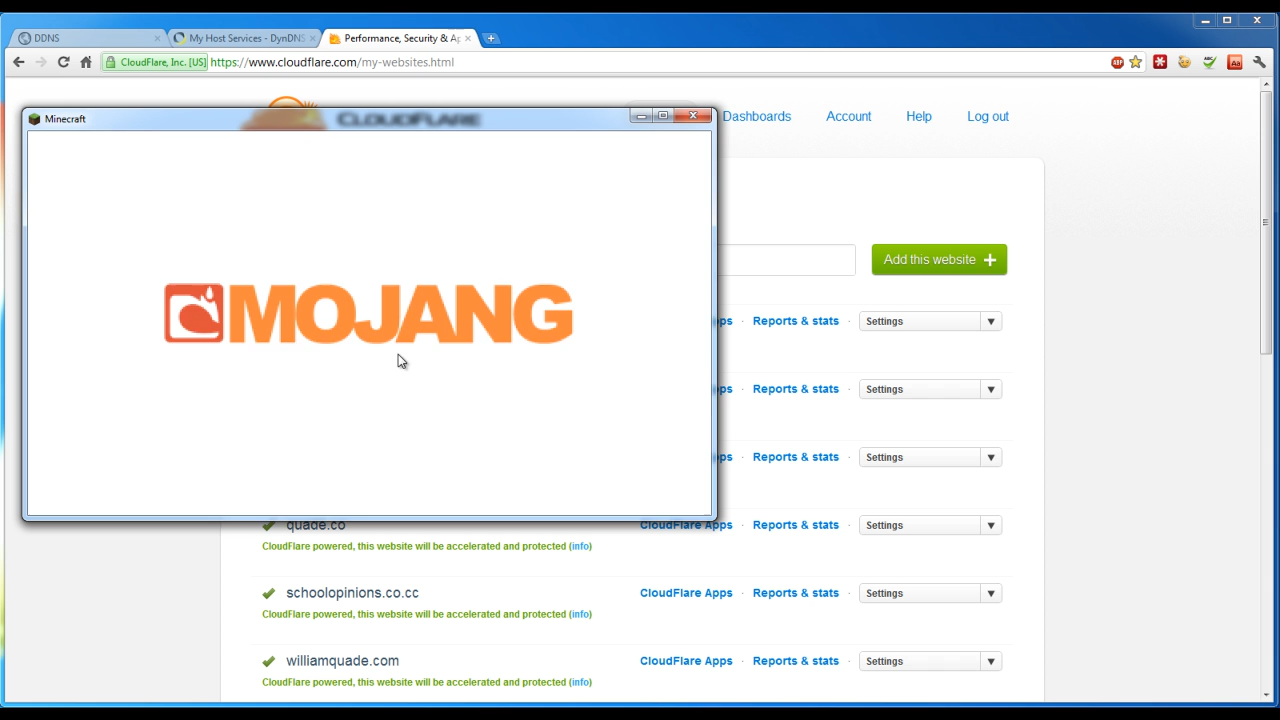 DDNS
My Host Services - DynDNS
Performance, Security & Ap
CloudFlare, Inc. [US] https://www.cloudflare.com/my-websites.html
Minecraft
CLOUDFLARE
Dashboards Account Help Log out
Add this website +
MOJANG
Reports & stats · Settings
Reports & stats · Settings
Reports & stats · Settings
quade.co CloudFlare Apps · Reports & stats · Settings
CloudFlare powered, this website will be accelerated and protected (info)
schoolopinions.co.cc CloudFlare Apps · Reports & stats · Settings
CloudFlare powered, this website will be accelerated and protected (info)
williamquade.com CloudFlare Apps · Reports & stats · Settings
CloudFlare powered, this website will be accelerated and protected (info)